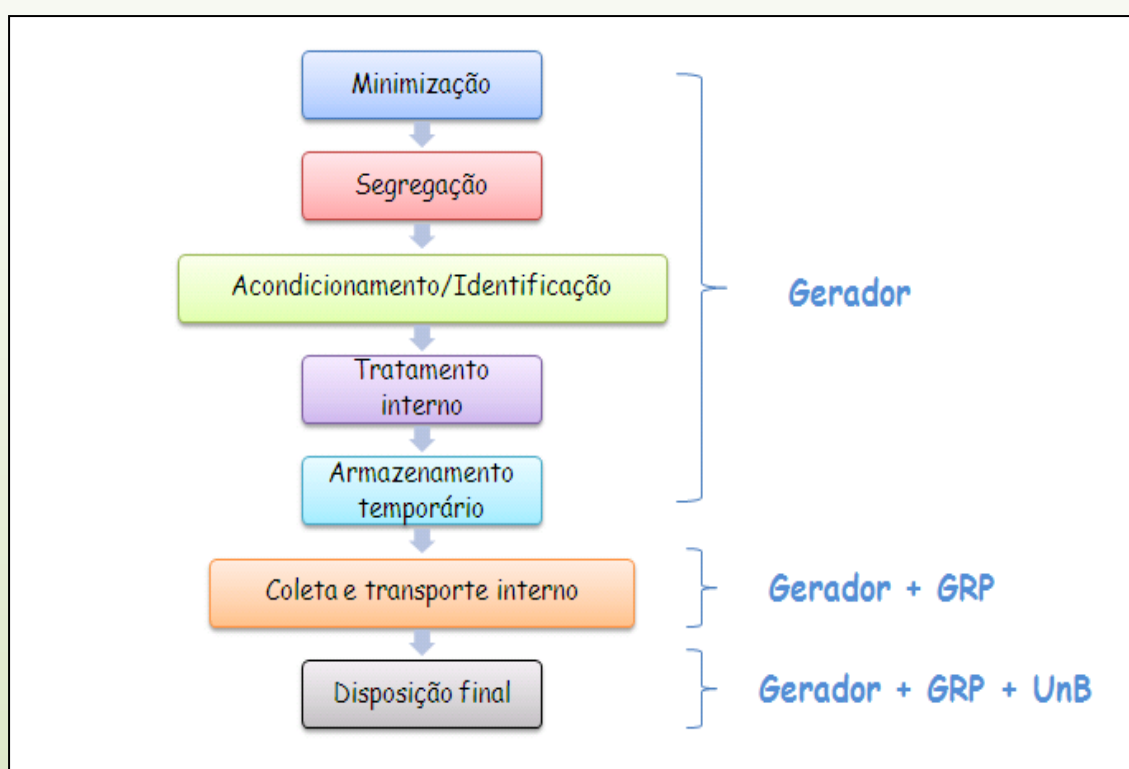 Minimização
Segregação
Acondicionamento/Identificação
Gerador
Tratamento
interno
Armazenamento
temporário
Coleta e transporte interno
Gerador + GRP
Disposição final
Gerador + GRP + UnB